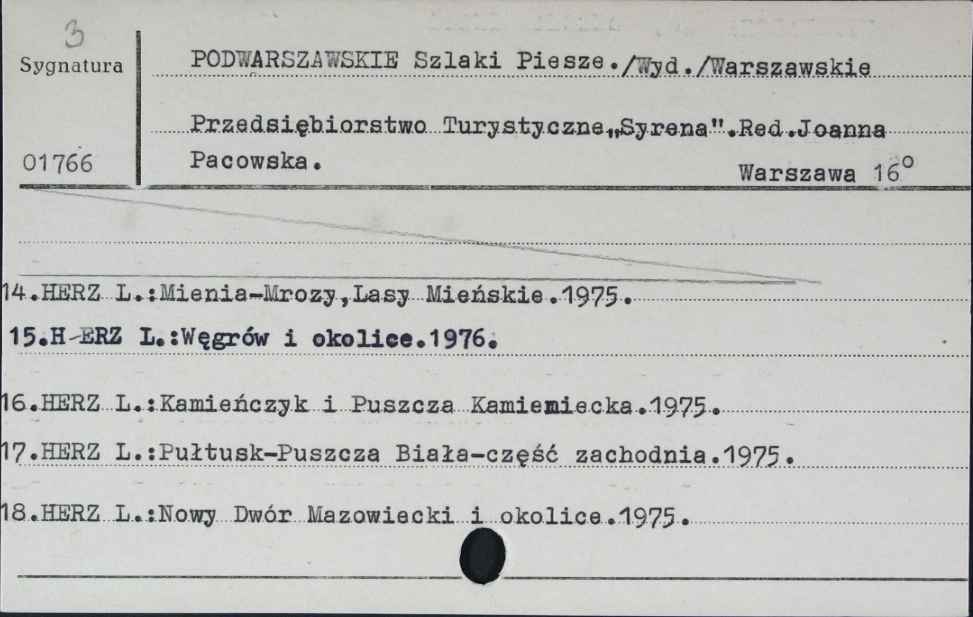 3
Sygnatura
PODWARSZAWSKIE Szlaki Piesze./Wyd./Warszawskie
Przedsiębiorstwo Turystyczne„Syrena".Red.Joanna
01766
Pacowska.
Warszawa 16°
14.HERZ L.:Mienia-Mrozy,Lasy Mieńskie.1975.
15.H-ERZ L.:Węgrów i okolice.1976.
16.HERZ L.:Kamieńczyk i Puszcza Kamieniecka.1975.
17.HERZ L.:Pułtusk-Puszcza Biała-część zachodnia.1975.
18.HERZ L.:Nowy Dwór Mazowiecki i okolice.1975.